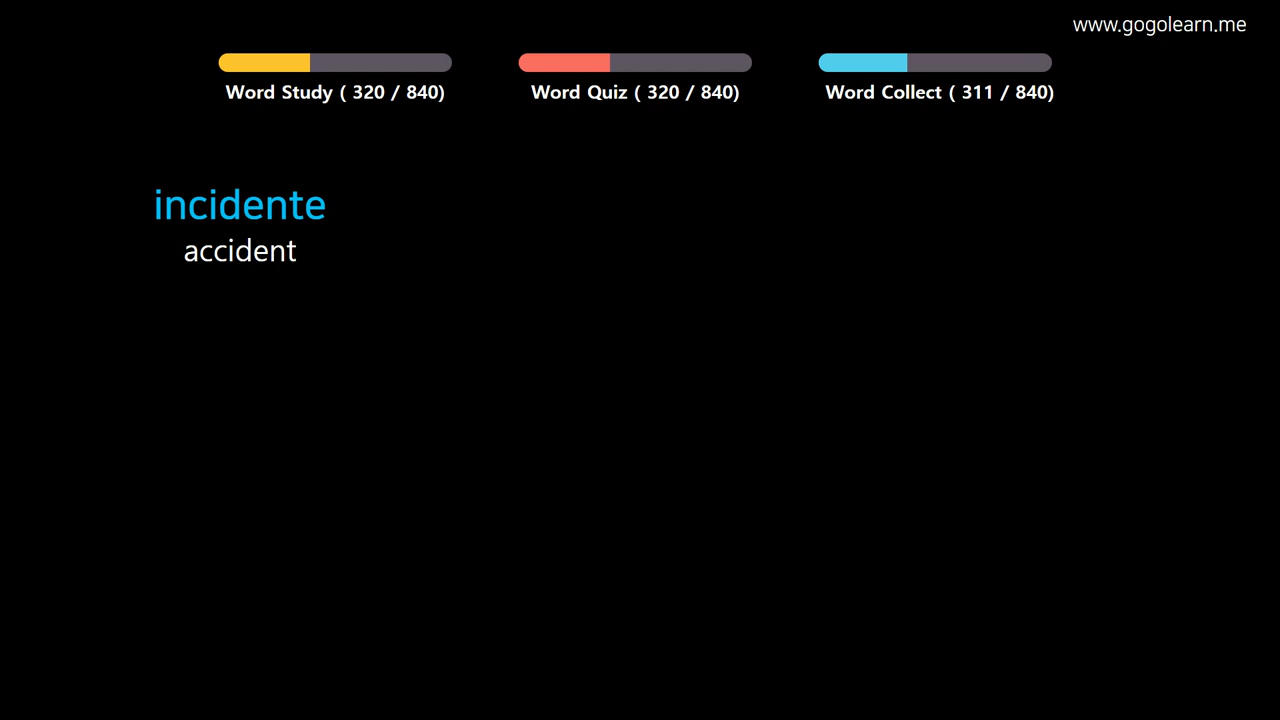 www.gogolearn.me
Word Study ( 320 / 840)
Word Quiz ( 320 / 840)
Word Collect ( 311 / 840)
incidente
accident